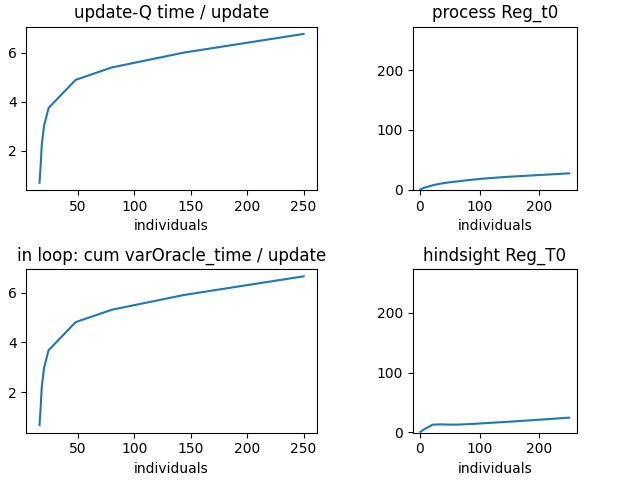 update-Q time / update
6
4
2
50 100 150 200 250
individuals
process Reg_t0
200
100
0
0 100 200
individuals
in loop: cum varOracle_time / update
6
4
2
50 100 150 200 250
individuals
hindsight Reg_T0
200
100
0
0 100 200
individuals